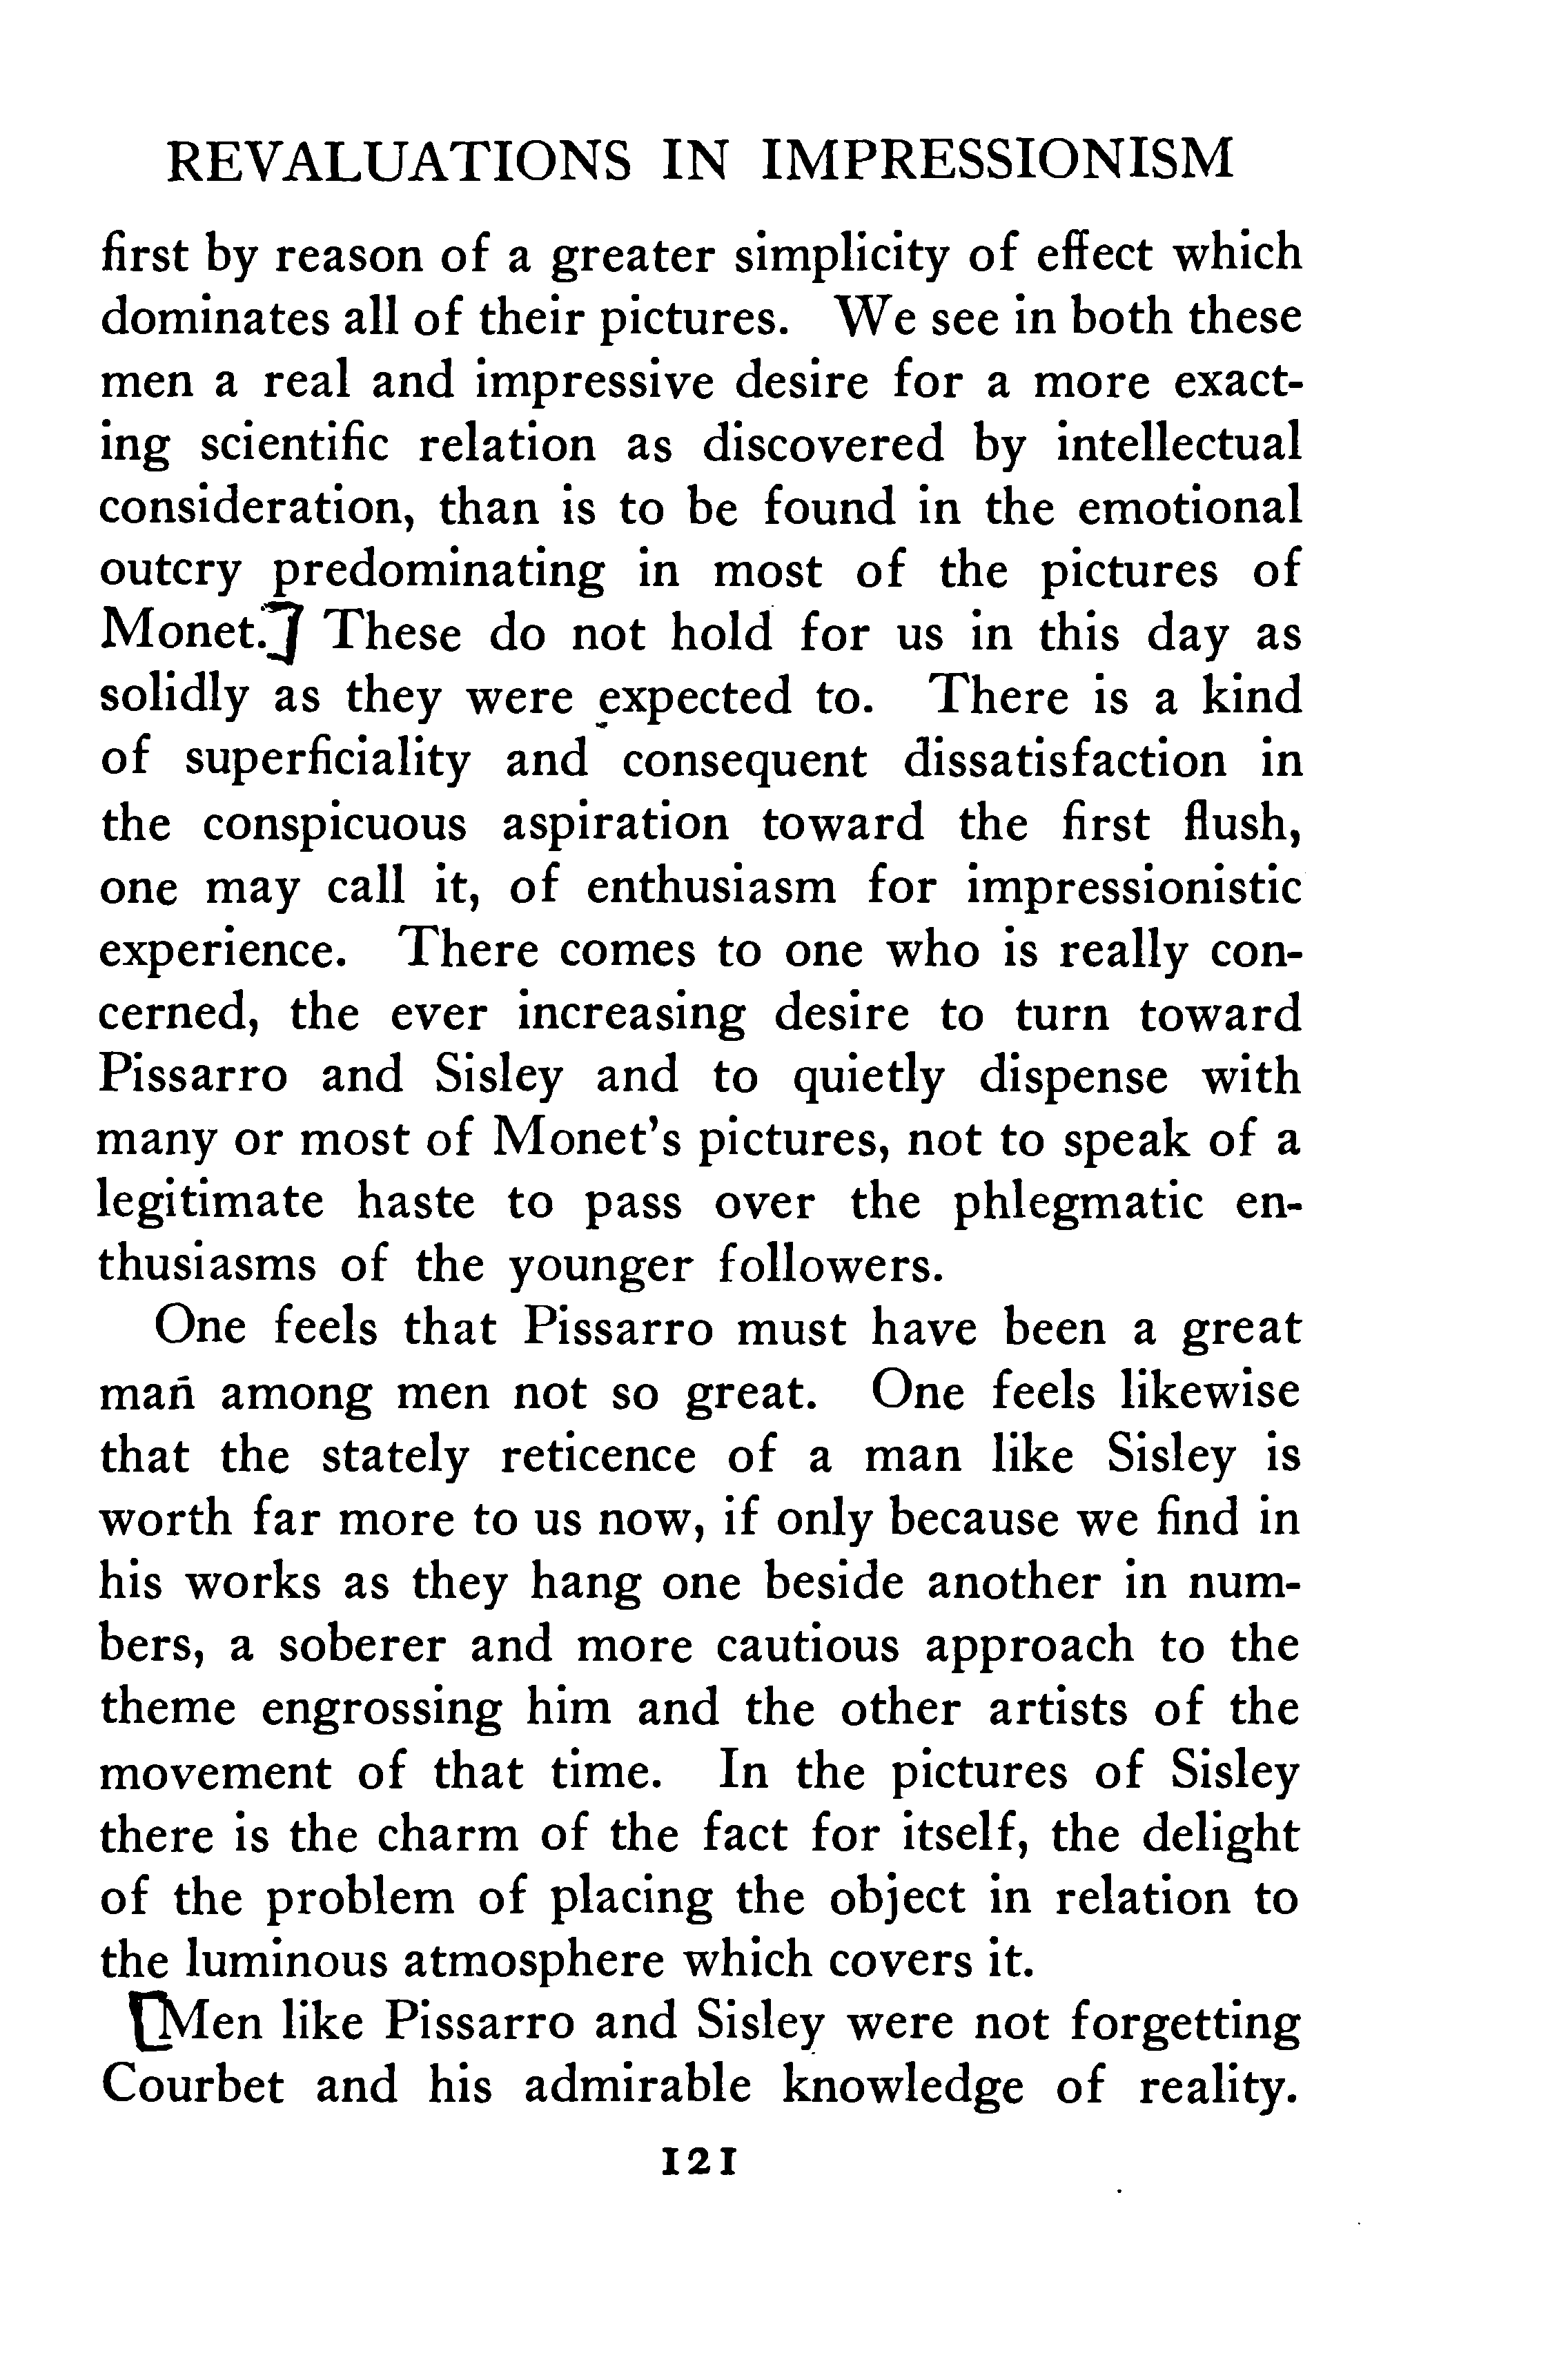 REVALUATIONS IN IMPRESSIONISM
first by reason of a greater simplicity of effect which
dominates all of their pictures. We see in both these
men a real and impressive desire for a more exact-
ing scientific relation as discovered by intellectual
consideration, than is to be found in the emotional
outcry predominating in most of the pictures of
Monet.] These do not hold for us in this day as
solidly as they were expected to. There is a kind
of superficiality and consequent dissatisfaction in
the conspicuous aspiration toward the first flush,
one may call it, of enthusiasm for impressionistic
experience. There comes to one who is really con-
cerned, the ever increasing desire to turn toward
Pissarro and Sisley and to quietly dispense with
many or most of Monet's pictures, not to speak of a
legitimate haste to pass over the phlegmatic en-
thusiasms of the younger followers.
One feels that Pissarro must have been a great
man among men not so great. One feels likewise
that the stately reticence of a man like Sisley is
worth far more to us now, if only because we find in
his works as they hang one beside another in num-
bers, a soberer and more cautious approach to the
theme engrossing him and the other artists of the
movement of that time. In the pictures of Sisley
there is the charm of the fact for itself, the delight
of the problem of placing the object in relation to
the luminous atmosphere which covers it.
[Men like Pissarro and Sisley were not forgetting
Courbet and his admirable knowledge of reality.
121